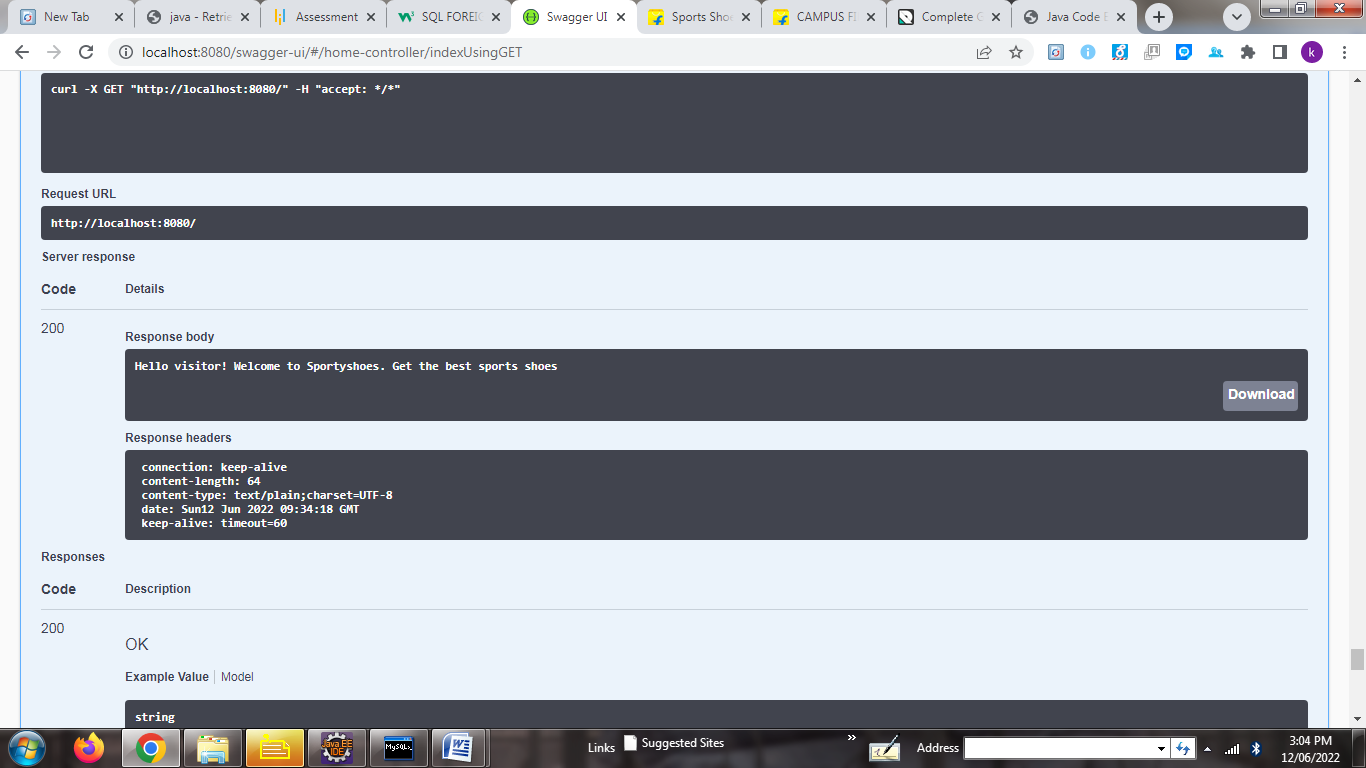 New Tab
java - Retrie
Assessment
SQL FOREIG
Swagger UI
Sports Shoe
CAMPUS FI
Complete G
Java Code E
localhost:8080/swagger-ui/#/home-controller/indexUsingGET
k
curl -X GET "http://localhost:8080/" -H "accept: */*"
Request URL
http://localhost:8080/
Server response
Code Details
200
Response body
Hello visitor! Welcome to Sportyshoes. Get the best sports shoes
Download
Response headers
connection: keep-alive
content-length: 64
content-type: text/plain;charset=UTF-8
date: Sun12 Jun 2022 09:34:18 GMT
keep-alive: timeout=60
Responses
Code Description
200
OK
Example Value Model
string
Java EE
IDE
MySQL>_
W
Links Suggested Sites » Address
3:04 PM
12/06/2022